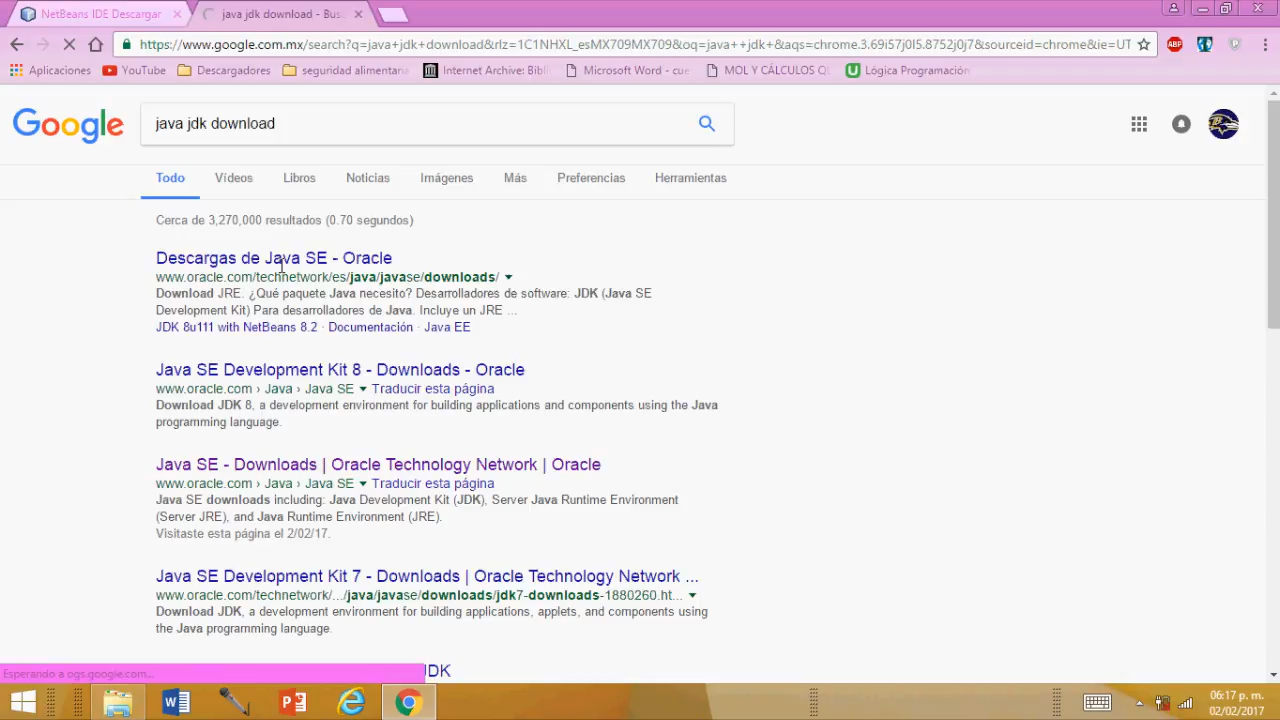 NetBeans IDE Descargar
java jdk download - Bus
https://www.google.com.mx/search?q=java+jdk+download&rlz=1C1NHXL_esMX709MX709&oq=java++jdk+&aqs=chrome.3.69i57j0l5.8752j0j7&sourceid=chrome&ie=UT
ABP
Aplicaciones YouTube Descargadores seguridad alimentaria Internet Archive: Bibl Microsoft Word - cue MOL Y CÁLCULOS QU Lógica Programación
Google
java jdk download
Todo Vídeos Libros Noticias Imágenes Más Preferencias Herramientas
Cerca de 3,270,000 resultados (0.70 segundos)
Descargas de Java SE - Oracle
www.oracle.com/technetwork/es/java/javase/downloads/
Download JRE. ¿Qué paquete Java necesito? Desarrolladores de software: JDK (Java SE
Development Kit) Para desarrolladores de Java. Incluye un JRE ...
JDK 8u111 with NetBeans 8.2 · Documentación · Java EE
Java SE Development Kit 8 - Downloads - Oracle
www.oracle.com › Java › Java SE Traducir esta página
Download JDK 8, a development environment for building applications and components using the Java
programming language.
Java SE - Downloads | Oracle Technology Network | Oracle
www.oracle.com › Java › Java SE Traducir esta página
Java SE downloads including: Java Development Kit (JDK), Server Java Runtime Environment
(Server JRE), and Java Runtime Environment (JRE).
Visitaste esta página el 2/02/17.
Java SE Development Kit 7 - Downloads | Oracle Technology Network ...
www.oracle.com/technetwork/.../java/javase/downloads/jdk7-downloads-1880260.ht...
Download JDK, a development environment for building applications, applets, and components using
the Java programming language.
Esperando a ogs.google.com...
JDK
06:17 p. m.
02/02/2017